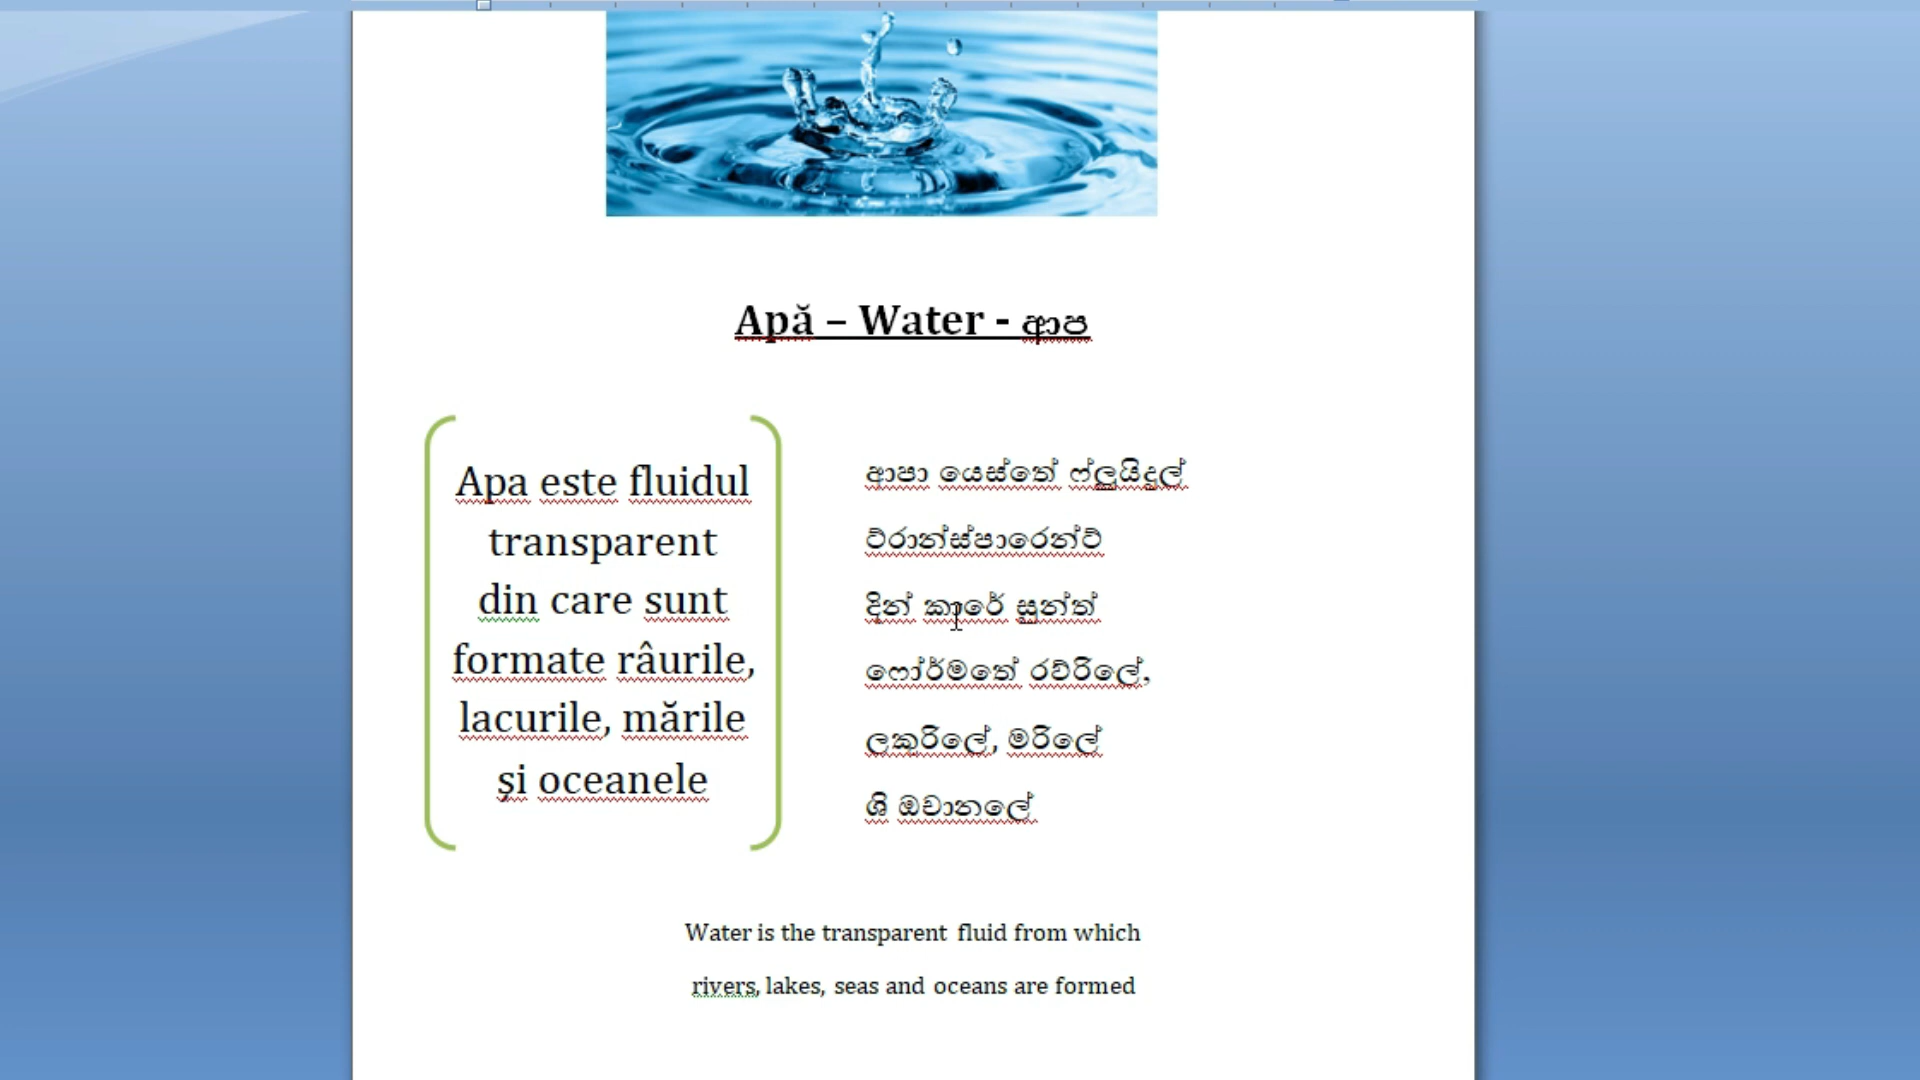 Apă – Water - ආප
Apa este fluidul
transparent
din care sunt
formate râurile,
lacurile, mările
și oceanele
ආපා යෙස්තේ ෆ්ලුයිදුල්
ට්රාන්ස්පාරෙන්ට්
දින් කාරේ සුන්ත්
ෆෝර්මතේ රව්රිලේ,
ලකුරිලේ, මරිලේ
ශි ඔචානලේ
Water is the transparent fluid from which
rivers, lakes, seas and oceans are formed